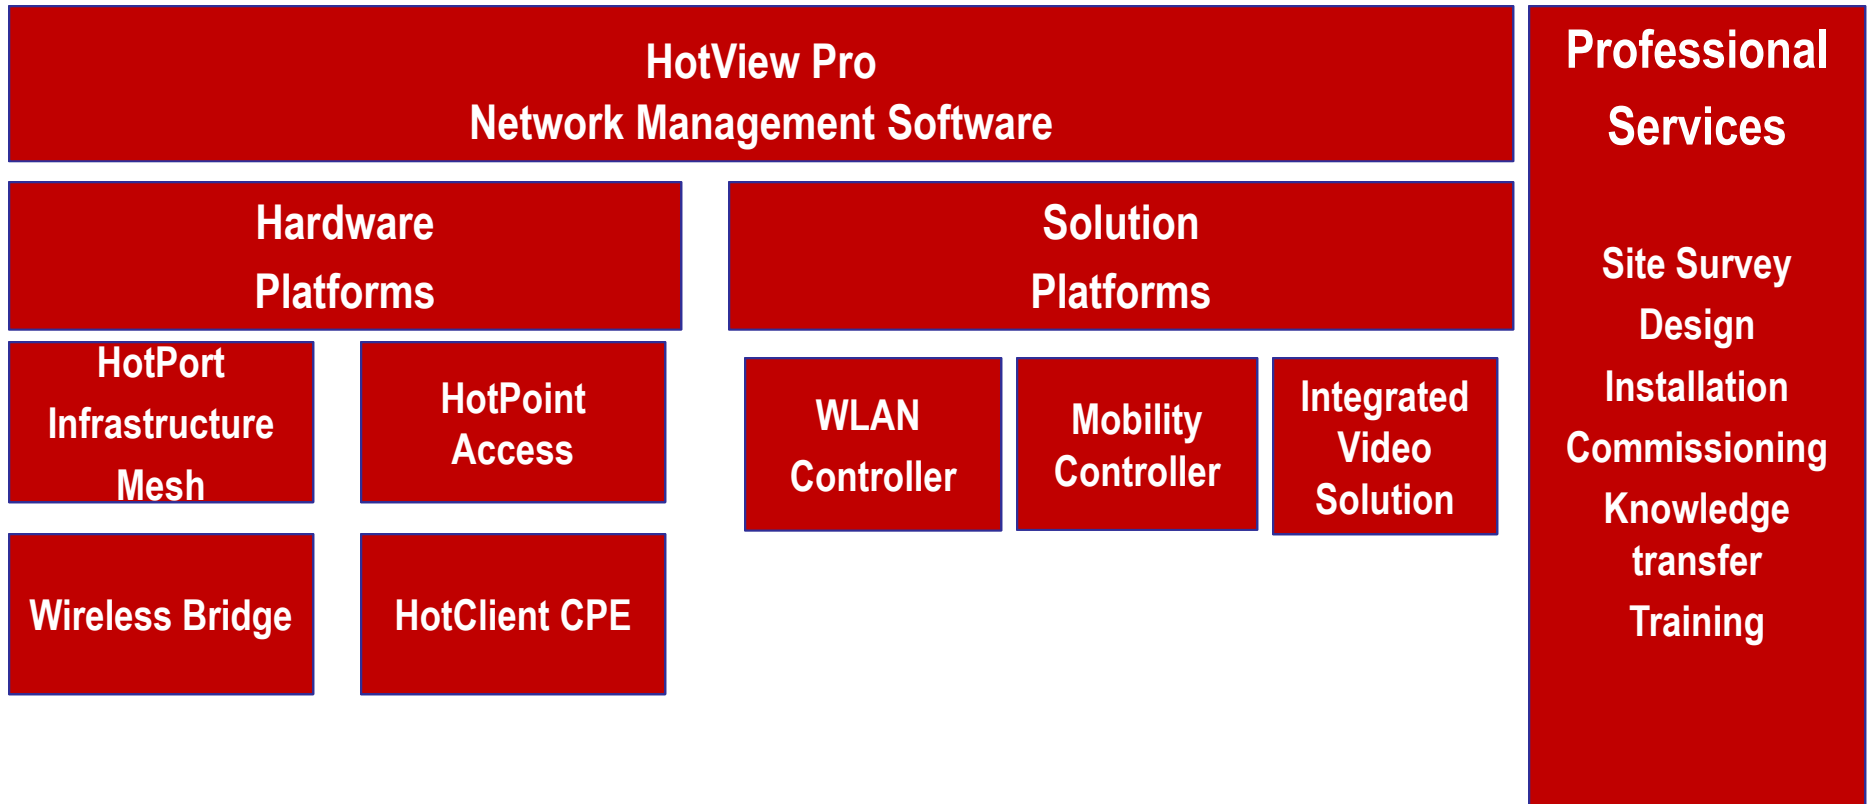 HotView Pro
Network Management Software
Hardware
Platforms
HotPort
Infrastructure
Mesh
HotPoint
Access
Wireless Bridge
HotClient CPE
Solution
Platforms
WLAN
Controller
Mobility
Controller
Integrated
Video
Solution
Professional
Services
Site Survey
Design
Installation
Commissioning
Knowledge
transfer
Training